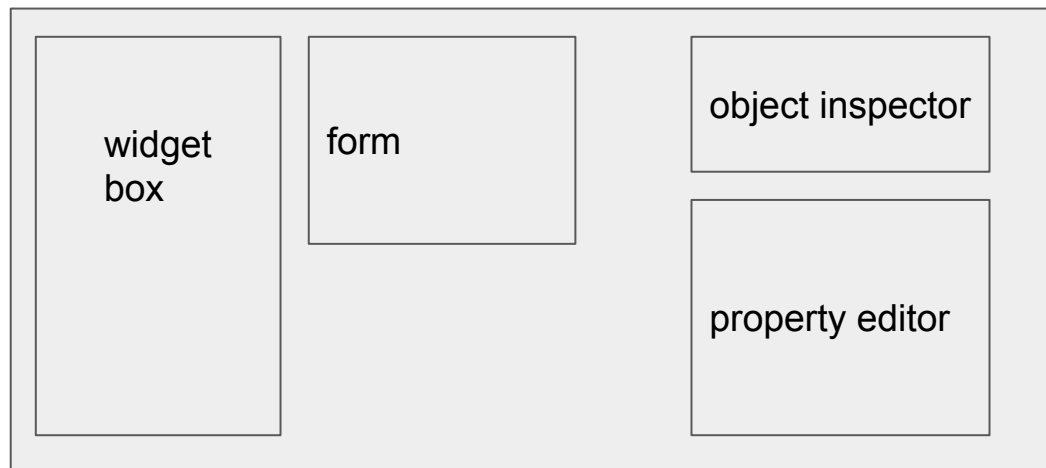 widget
box
form
object inspector
property editor